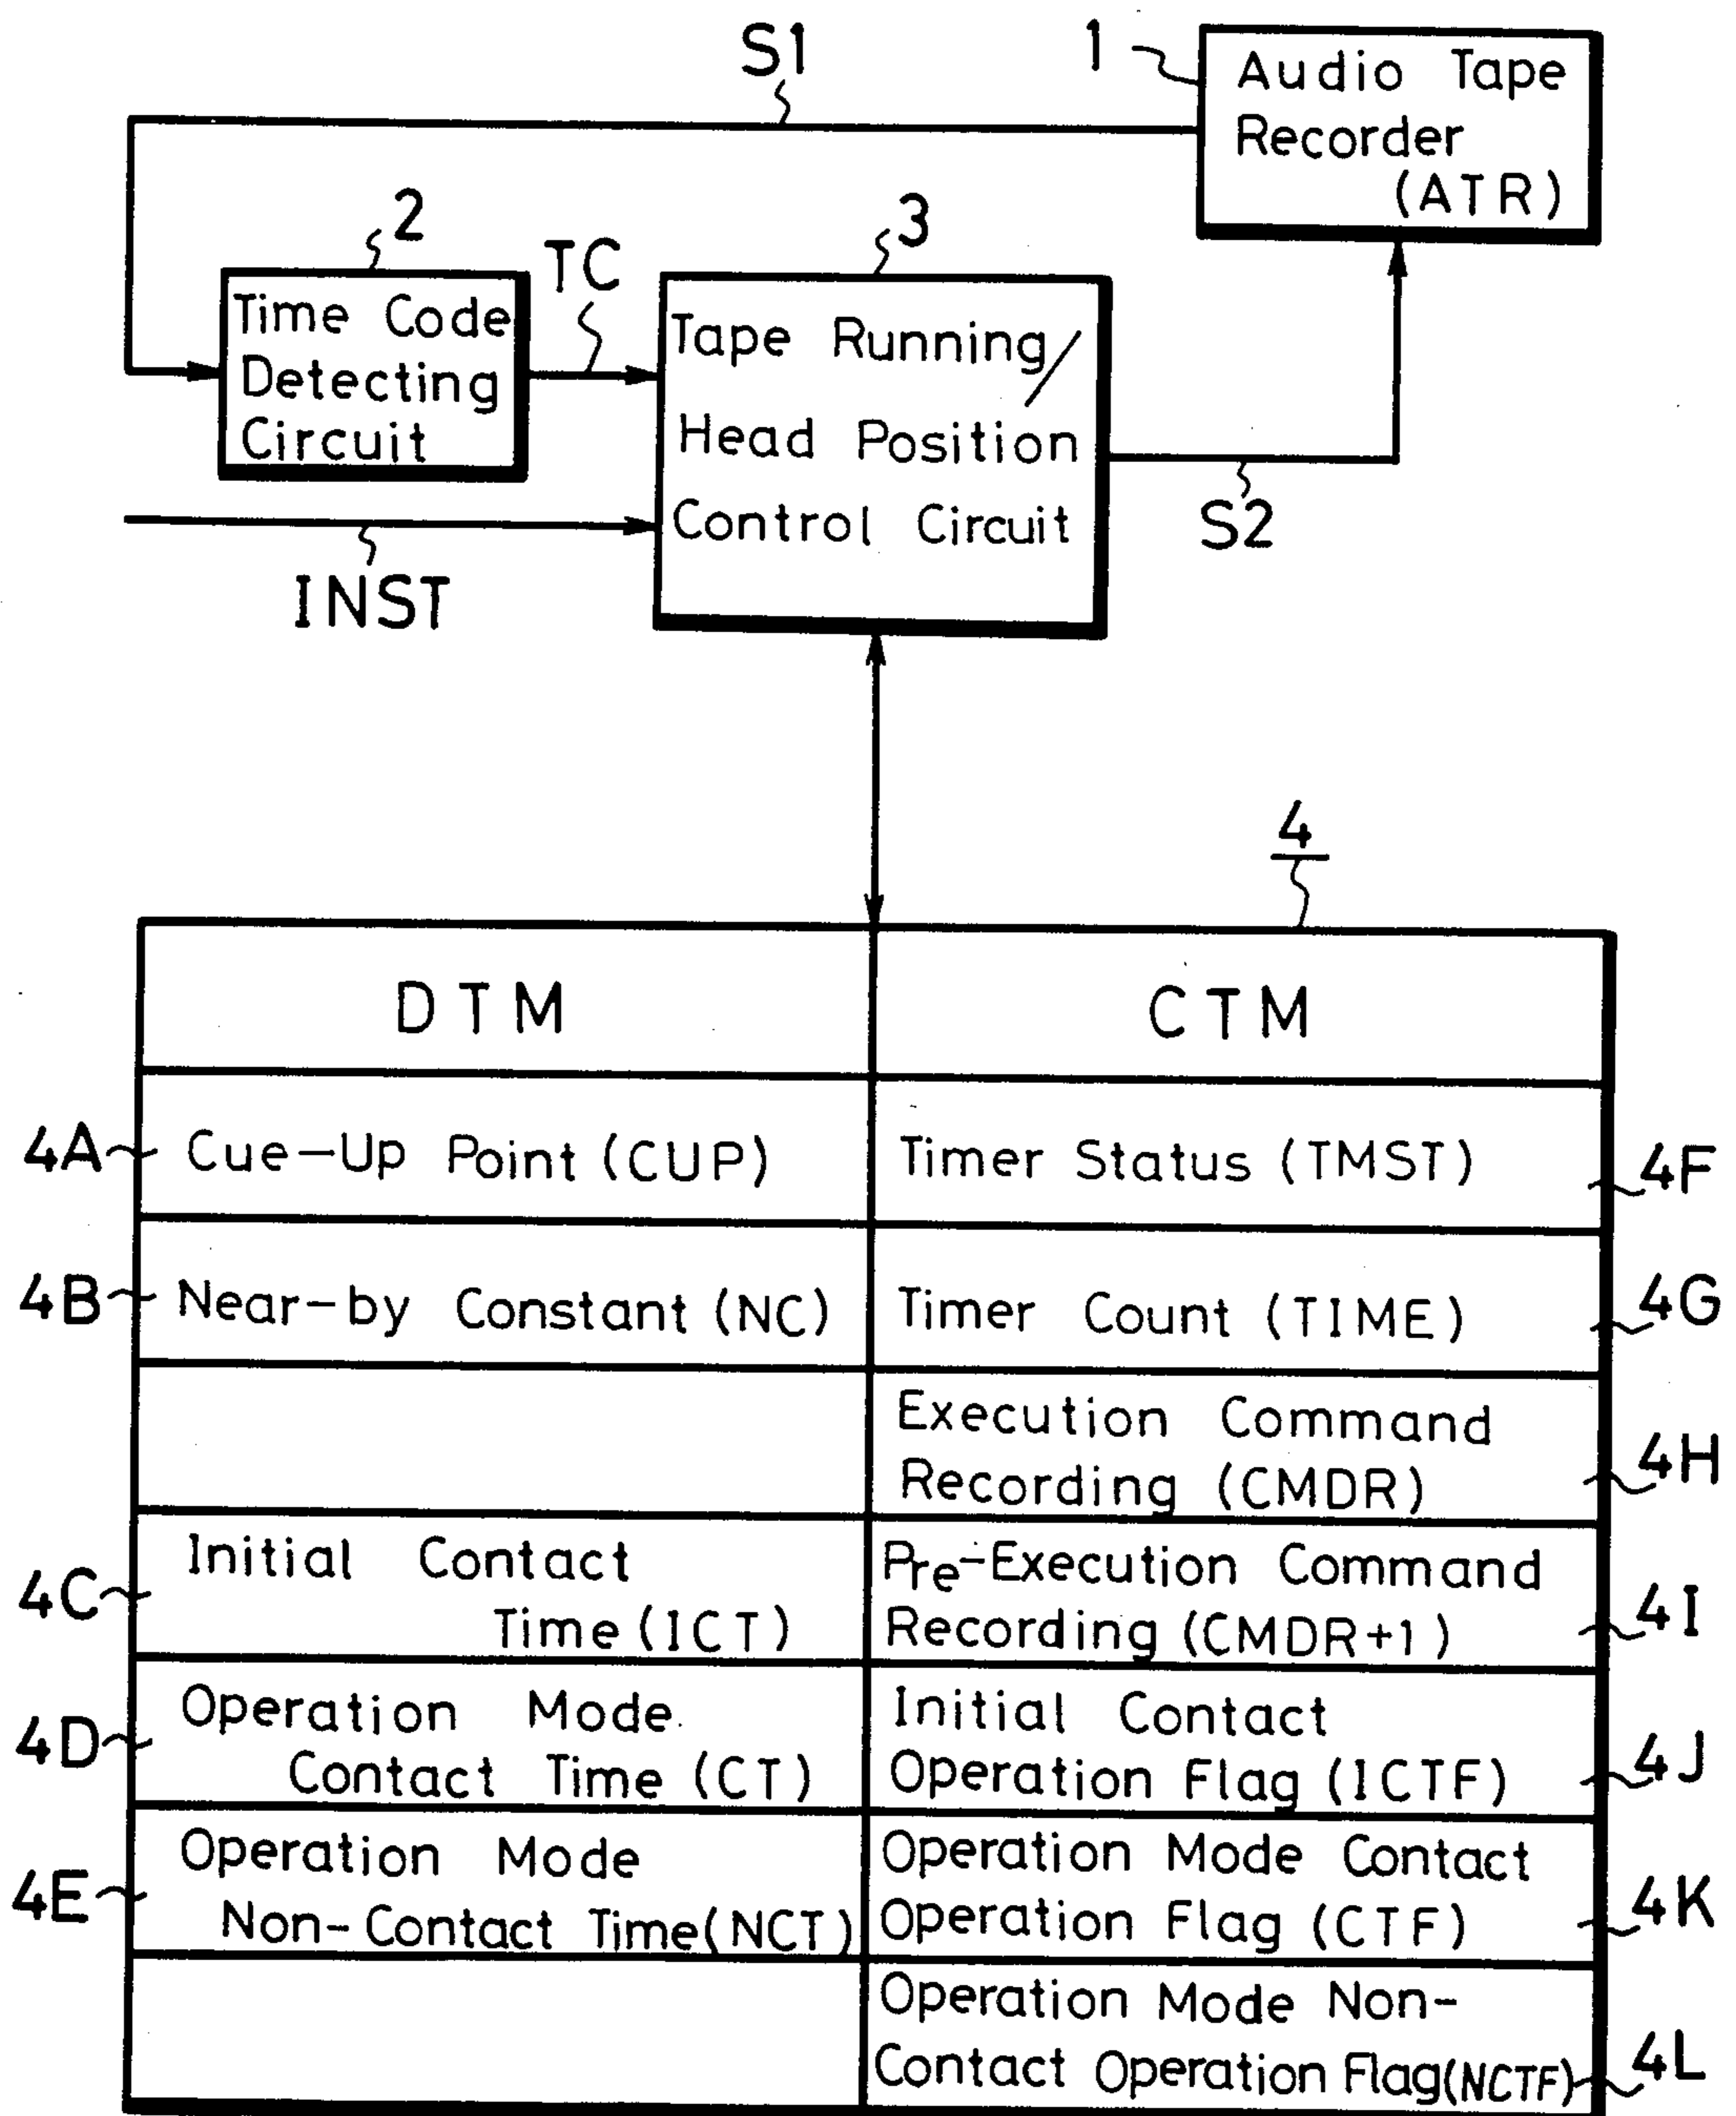 S1
1
Audio Tape
Recorder
(ATR)
2
TC
3
Time Code
Detecting
Circuit
Tape Running/
Head Position
Control Circuit
INST
S2
4
DTM
CTM
4A
Cue-Up Point (CUP)
Timer Status (TMST)
4F
4B
Near-by Constant (NC)
Timer Count (TIME)
4G
Execution Command
Recording (CMDR)
4H
4C
Initial Contact
Time (ICT)
Pre-Execution Command
Recording (CMDR+1)
4I
4D
Operation Mode
Contact Time (CT)
Initial Contact
Operation Flag (ICTF)
4J
4E
Operation Mode
Non-Contact Time (NCT)
Operation Mode Contact
Operation Flag (CTF)
4K
Operation Mode Non-
Contact Operation Flag (NCTF)
4L